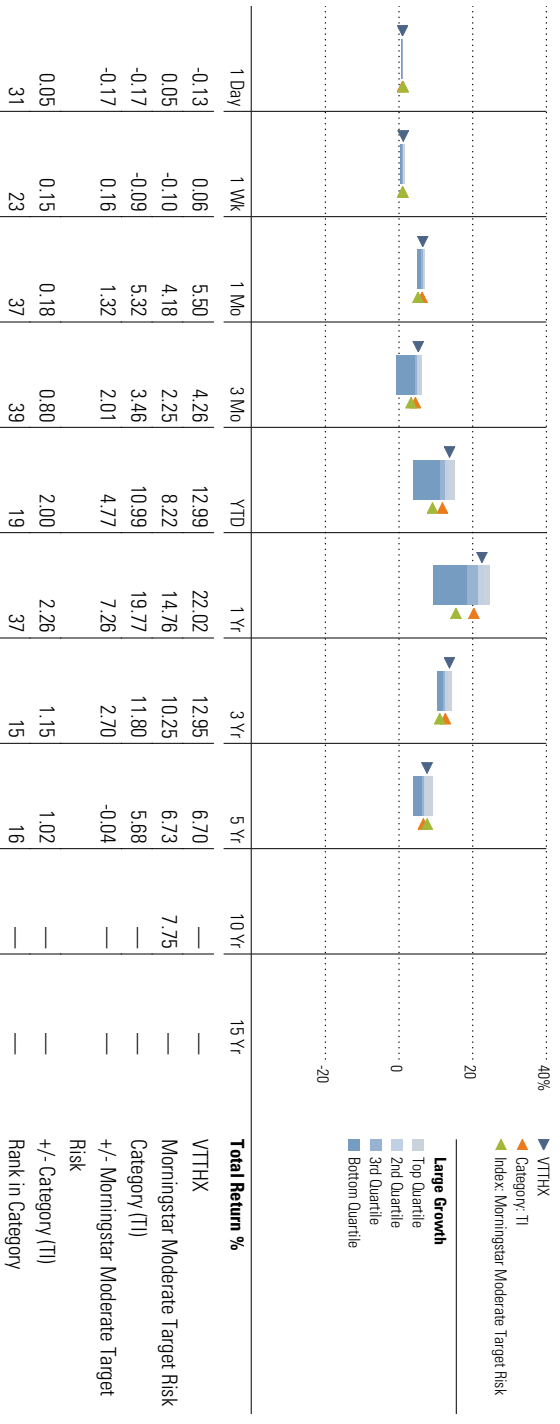 VTTHX
Category: TI
Index: Morningstar Moderate Target Risk
Large Growth
Top Quartile
2nd Quartile
3rd Quartile
Bottom Quartile
40%
20
0
-20
1 Day 1 Wk 1 Mo 3 Mo YTD 1 Yr 3 Yr 5 Yr 10 Yr 15 Yr Total Return %
-0.13 0.06 5.50 4.26 12.99 22.02 12.95 6.70 — — VTTHX
0.05 -0.10 4.18 2.25 8.22 14.76 10.25 6.73 7.75 — Morningstar Moderate Target Risk
-0.17 -0.09 5.32 3.46 10.99 19.77 11.80 5.68 — — Category (TI)
-0.17 0.16 1.32 2.01 4.77 7.26 2.70 -0.04 — — +/- Morningstar Moderate Target
Risk
0.05 0.15 0.18 0.80 2.00 2.26 1.15 1.02 — — +/- Category (TI)
31 23 37 39 19 37 15 16 — — Rank in Category